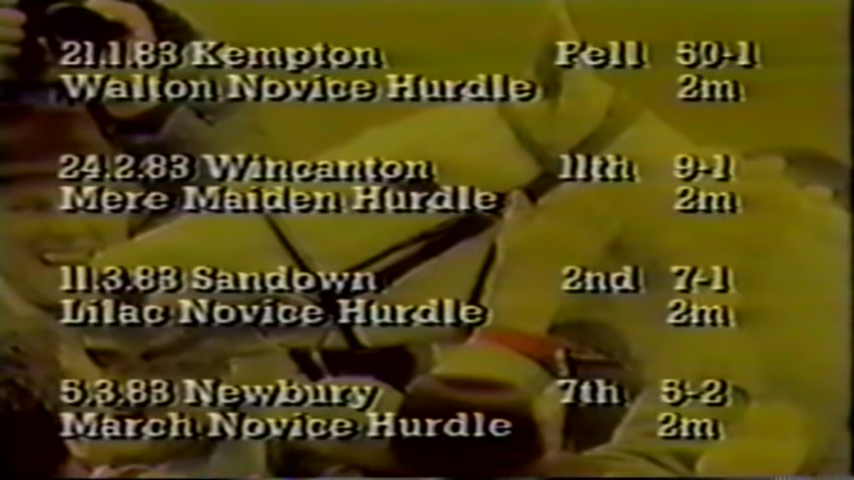 21.1.83 Kempton Fell 50-1
Walton Novice Hurdle 2m
24.2.83 Wincanton 11th 9-1
Mere Maiden Hurdle 2m
11.3.83 Sandown 2nd 7-1
Lilac Novice Hurdle 2m
5.3.83 Newbury 7th 5-2
March Novice Hurdle 2m